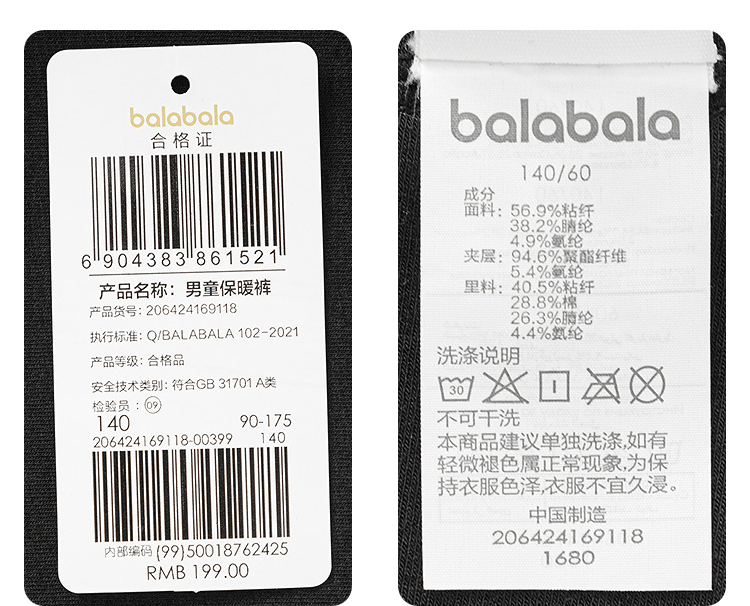 balabala
合格证
6 904383 861521
产品名称：男童保暖裤
产品货号：206424169118
执行标准：Q/BALABALA 102-2021
产品等级：合格品
安全技术类别：符合GB 31701 A类
检验员：09
140 90-175
206424169118-00399 140
内部编码 (99)50018762425
RMB 199.00
balabala
140/60
成分
面料：56.9%粘纤
38.2%腈纶
4.9%氨纶
夹层：94.6%聚酯纤维
5.4%氨纶
里料：40.5%粘纤
28.8%棉
26.3%腈纶
4.4%氨纶
洗涤说明
30
不可干洗
本商品建议单独洗涤,如有
轻微褪色属正常现象,为保
持衣服色泽,衣服不宜久浸。
中国制造
206424169118
1680